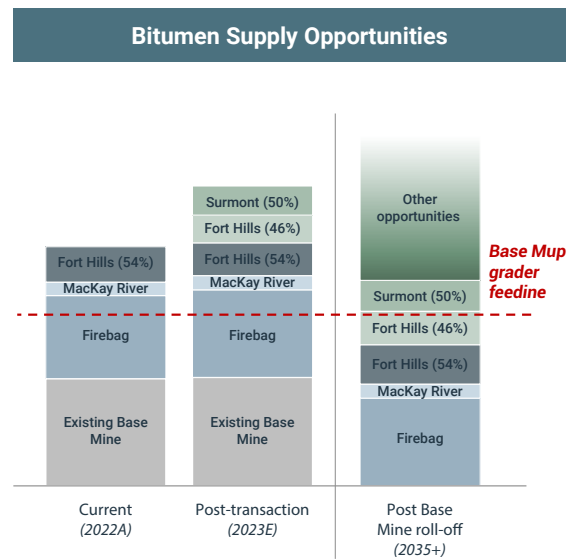 Bitumen Supply Opportunities
Surmont (50%)
Fort Hills (46%)
Fort Hills (54%)
MacKay River
Firebag
Existing Base
Mine
Fort Hills (54%)
MacKay River
Firebag
Existing Base
Mine
Other
opportunities
Surmont (50%)
Fort Hills (46%)
Fort Hills (54%)
MacKay River
Firebag
Base Mup
grader
feedine
Current
(2022A)
Post-transaction
(2023E)
Post Base
Mine roll-off
(2035+)